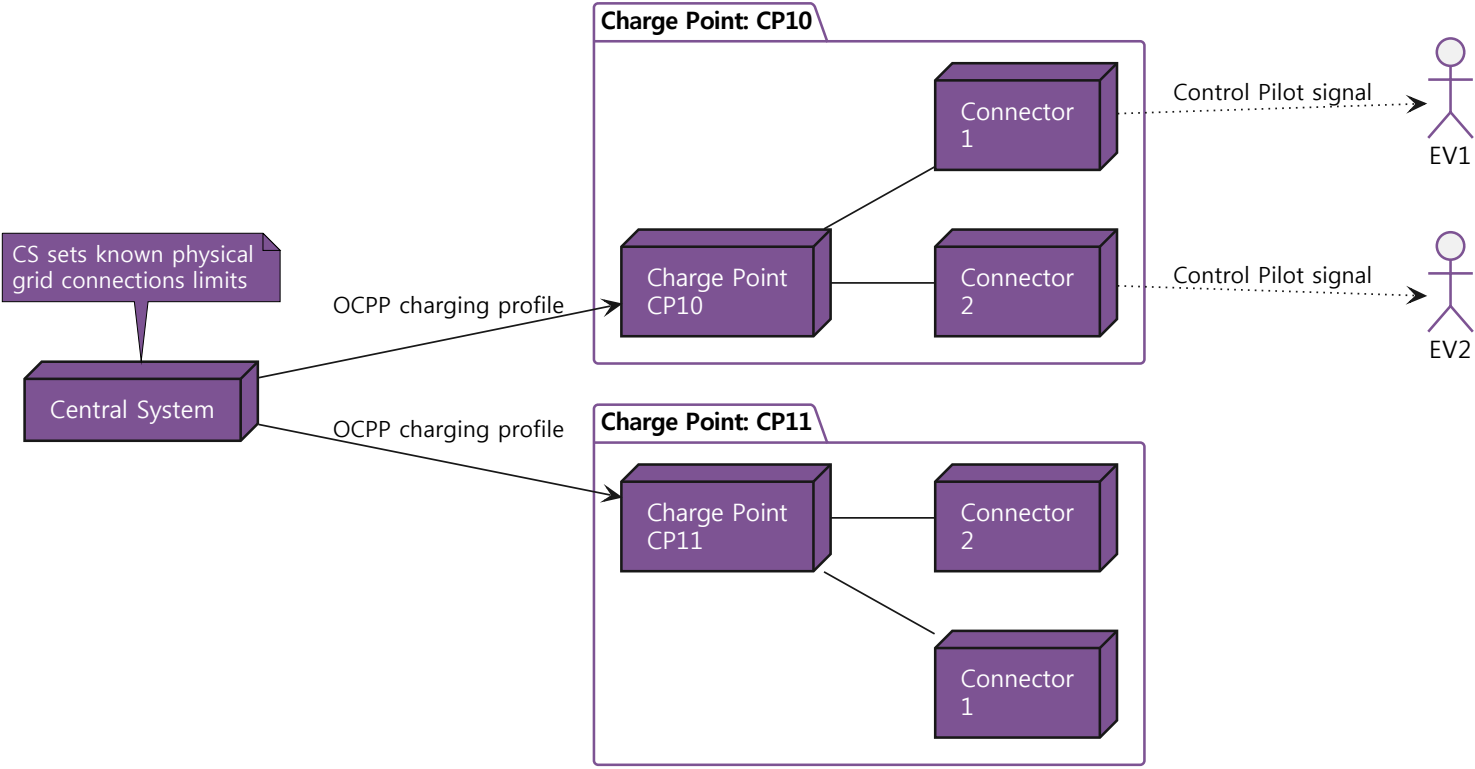 Charge Point: CP10
Connector
1
Control Pilot signal
EV1
CS sets known physical
grid connections limits
OCPP charging profile
Charge Point
CP10
Connector
2
Control Pilot signal
EV2
Central System
OCPP charging profile
Charge Point: CP11
Charge Point
CP11
Connector
2
Connector
1